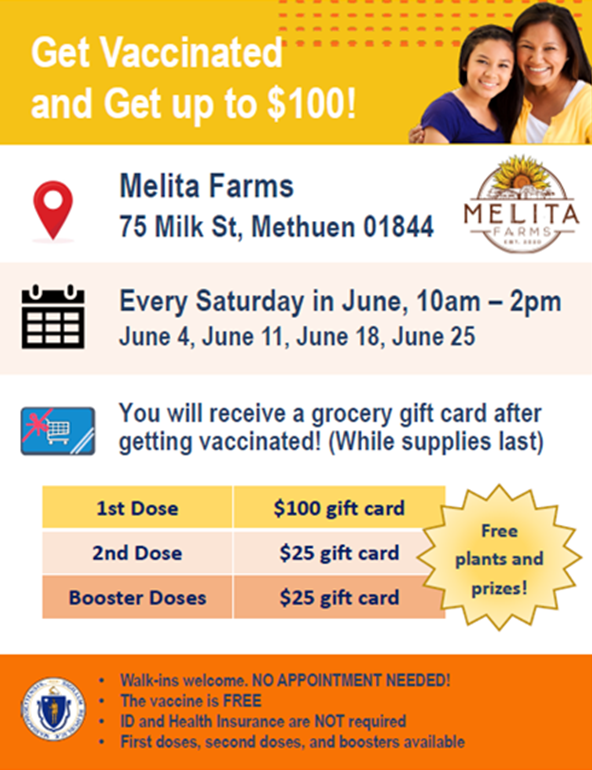 Get Vaccinated
and Get up to $100!
Melita Farms
75 Milk St, Methuen 01844
MELITA
FARMS
EST. 2020
Every Saturday in June, 10am – 2pm
June 4, June 11, June 18, June 25
You will receive a grocery gift card after
getting vaccinated! (While supplies last)
1st Dose $100 gift card
2nd Dose $25 gift card
Booster Doses $25 gift card
Free
plants and
prizes!
• Walk-ins welcome. NO APPOINTMENT NEEDED!
• The vaccine is FREE
• ID and Health Insurance are NOT required
• First doses, second doses, and boosters available